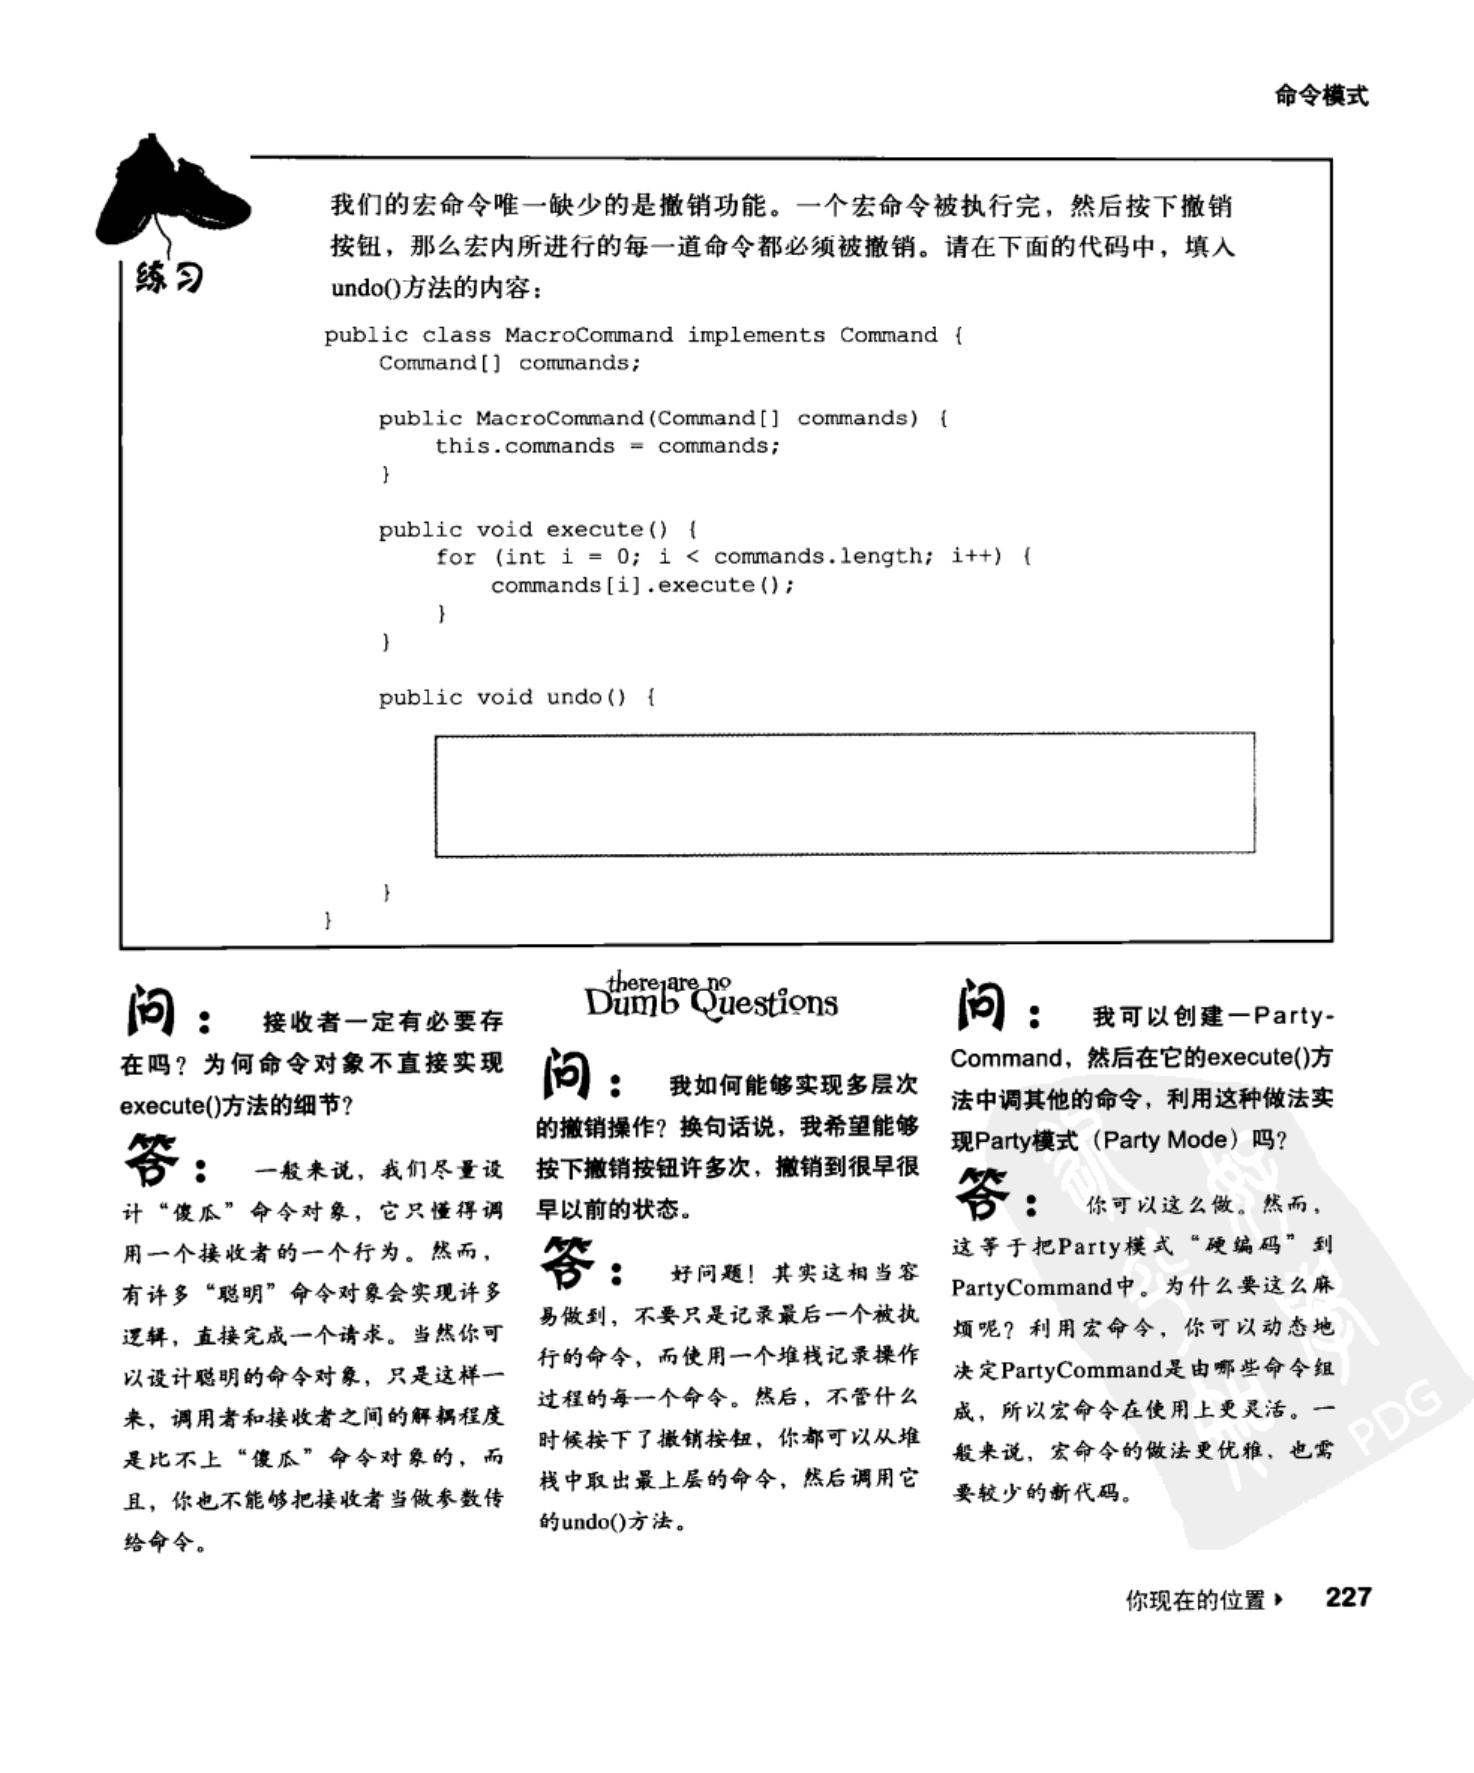 命令模式
练习
我们的宏命令唯一缺少的是撤销功能。一个宏命令被执行完，然后按下撤销
按钮，那么宏内所进行的每一道命令都必须被撤销。请在下面的代码中，填入
undo()方法的内容：
public class MacroCommand implements Command {
    Command[] commands;
    public MacroCommand(Command[] commands) {
        this.commands = commands;
    }
    public void execute() {
        for (int i = 0; i < commands.length; i++) {
            commands[i].execute();
        }
    }
    public void undo() {
    }
}
问： 接收者一定有必要存
在吗？为何命令对象不直接实现
execute()方法的细节？
答： 一般来说，我们尽量设
计“傻瓜”命令对象，它只懂得调
用一个接收者的一个行为。然而，
有许多“聪明”命令对象会实现许多
逻辑，直接完成一个请求。当然你可
以设计聪明的命令对象，只是这样一
来，调用者和接收者之间的解耦程度
是比不上“傻瓜”命令对象的，而
且，你也不能够把接收者当做参数传
给命令。
there are no
Dumb Questions
问： 我如何能够实现多层次
的撤销操作？换句话说，我希望能够
按下撤销按钮许多次，撤销到很早很
早以前的状态。
答： 好问题！其实这相当容
易做到，不要只是记录最后一个被执
行的命令，而使用一个堆栈记录操作
过程的每一个命令。然后，不管什么
时候按下了撤销按钮，你都可以从堆
栈中取出最上层的命令，然后调用它
的undo()方法。
问： 我可以创建一Party-
Command，然后在它的execute()方
法中调其他的命令，利用这种做法实
现Party模式（Party Mode）吗？
答： 你可以这么做。然而，
这等于把Party模式“硬编码”到
PartyCommand中。为什么要这么麻
烦呢？利用宏命令，你可以动态地
决定PartyCommand是由哪些命令组
成，所以宏命令在使用上更灵活。一
般来说，宏命令的做法更优雅，也需
要较少的新代码。
PDG
你现在的位置 227